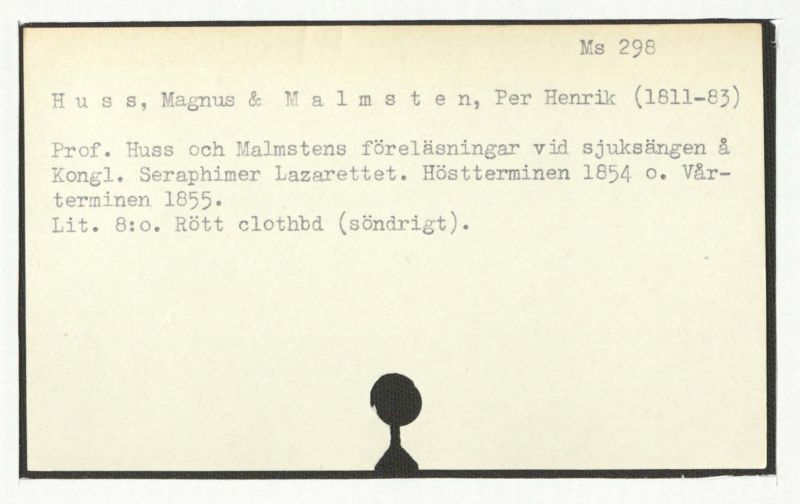 Ms 298
H u s s, Magnus & M a l m s t e n, Per Henrik (1811-83)
Prof. Huss och Malmstens föreläsningar vid sjuksängen å
Kongl. Seraphimer Lazarettet. Höstterminen 1854 o. Vår-
terminen 1855.
Lit. 8:o. Rött clothbd (söndrigt).